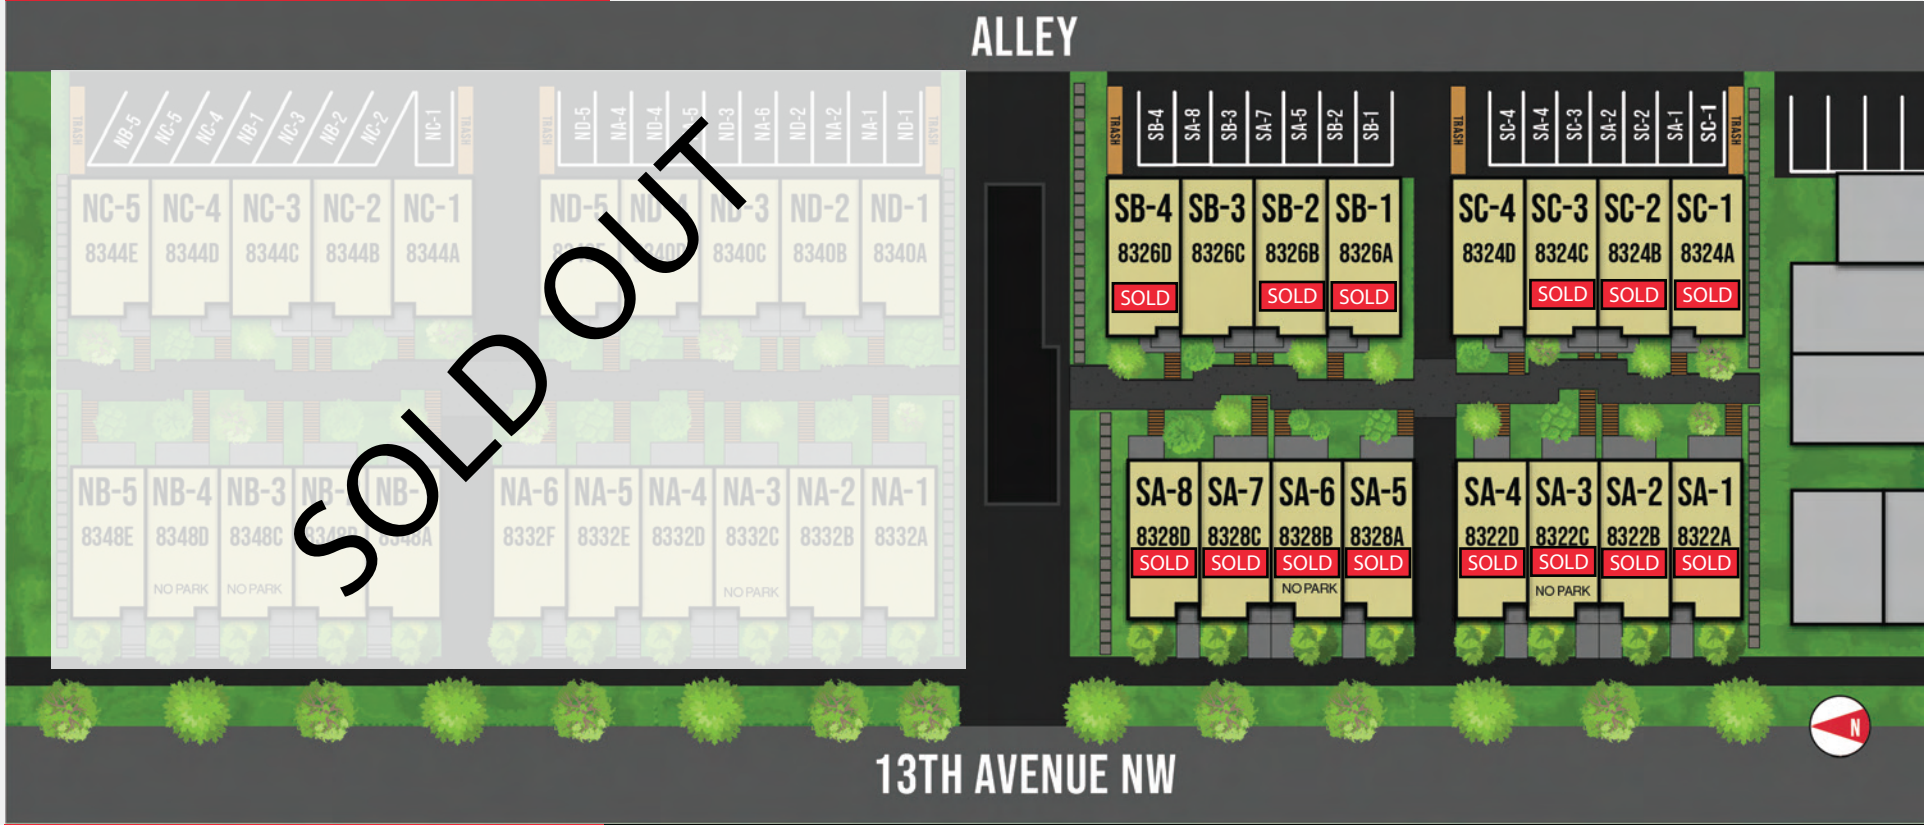 ALLEY
TRASH
NB-5
NC-5
NC-4
NB-1
NC-3
NB-2
NC-2
NC-1
TRASH
TRASH
ND-5
NA-4
ND-4
ND-3
NA-6
ND-2
NA-2
NA-1
ND-1
TRASH
TRASH
SB-4
SA-8
SB-3
SA-7
SA-5
SB-2
SB-1
TRASH
SC-4
SA-4
SC-3
SA-2
SC-2
SA-1
SC-1
TRASH
NC-5 NC-4 NC-3 NC-2 NC-1
8344E 8344D 8344C 8344B 8344A
ND-5 ND-3 ND-2 ND-1
8340C 8340B 8340A
SOLD OUT
SB-4 SB-3 SB-2 SB-1
8326D 8326C 8326B 8326A
SOLD SOLD SOLD
SC-4 SC-3 SC-2 SC-1
8324D 8324C 8324B 8324A
SOLD SOLD SOLD
NB-5 NB-4 NB-3
8348E 8348D 8348C 8348A
NO PARK NO PARK
NA-6 NA-5 NA-4 NA-3 NA-2 NA-1
8332F 8332E 8332D 8332C 8332B 8332A
NO PARK
SA-8 SA-7 SA-6 SA-5
8328D 8328C 8328B 8328A
SOLD SOLD SOLD SOLD
NO PARK
SA-4 SA-3 SA-2 SA-1
8322D 8322C 8322B 8322A
SOLD SOLD SOLD SOLD
NO PARK
N
13TH AVENUE NW